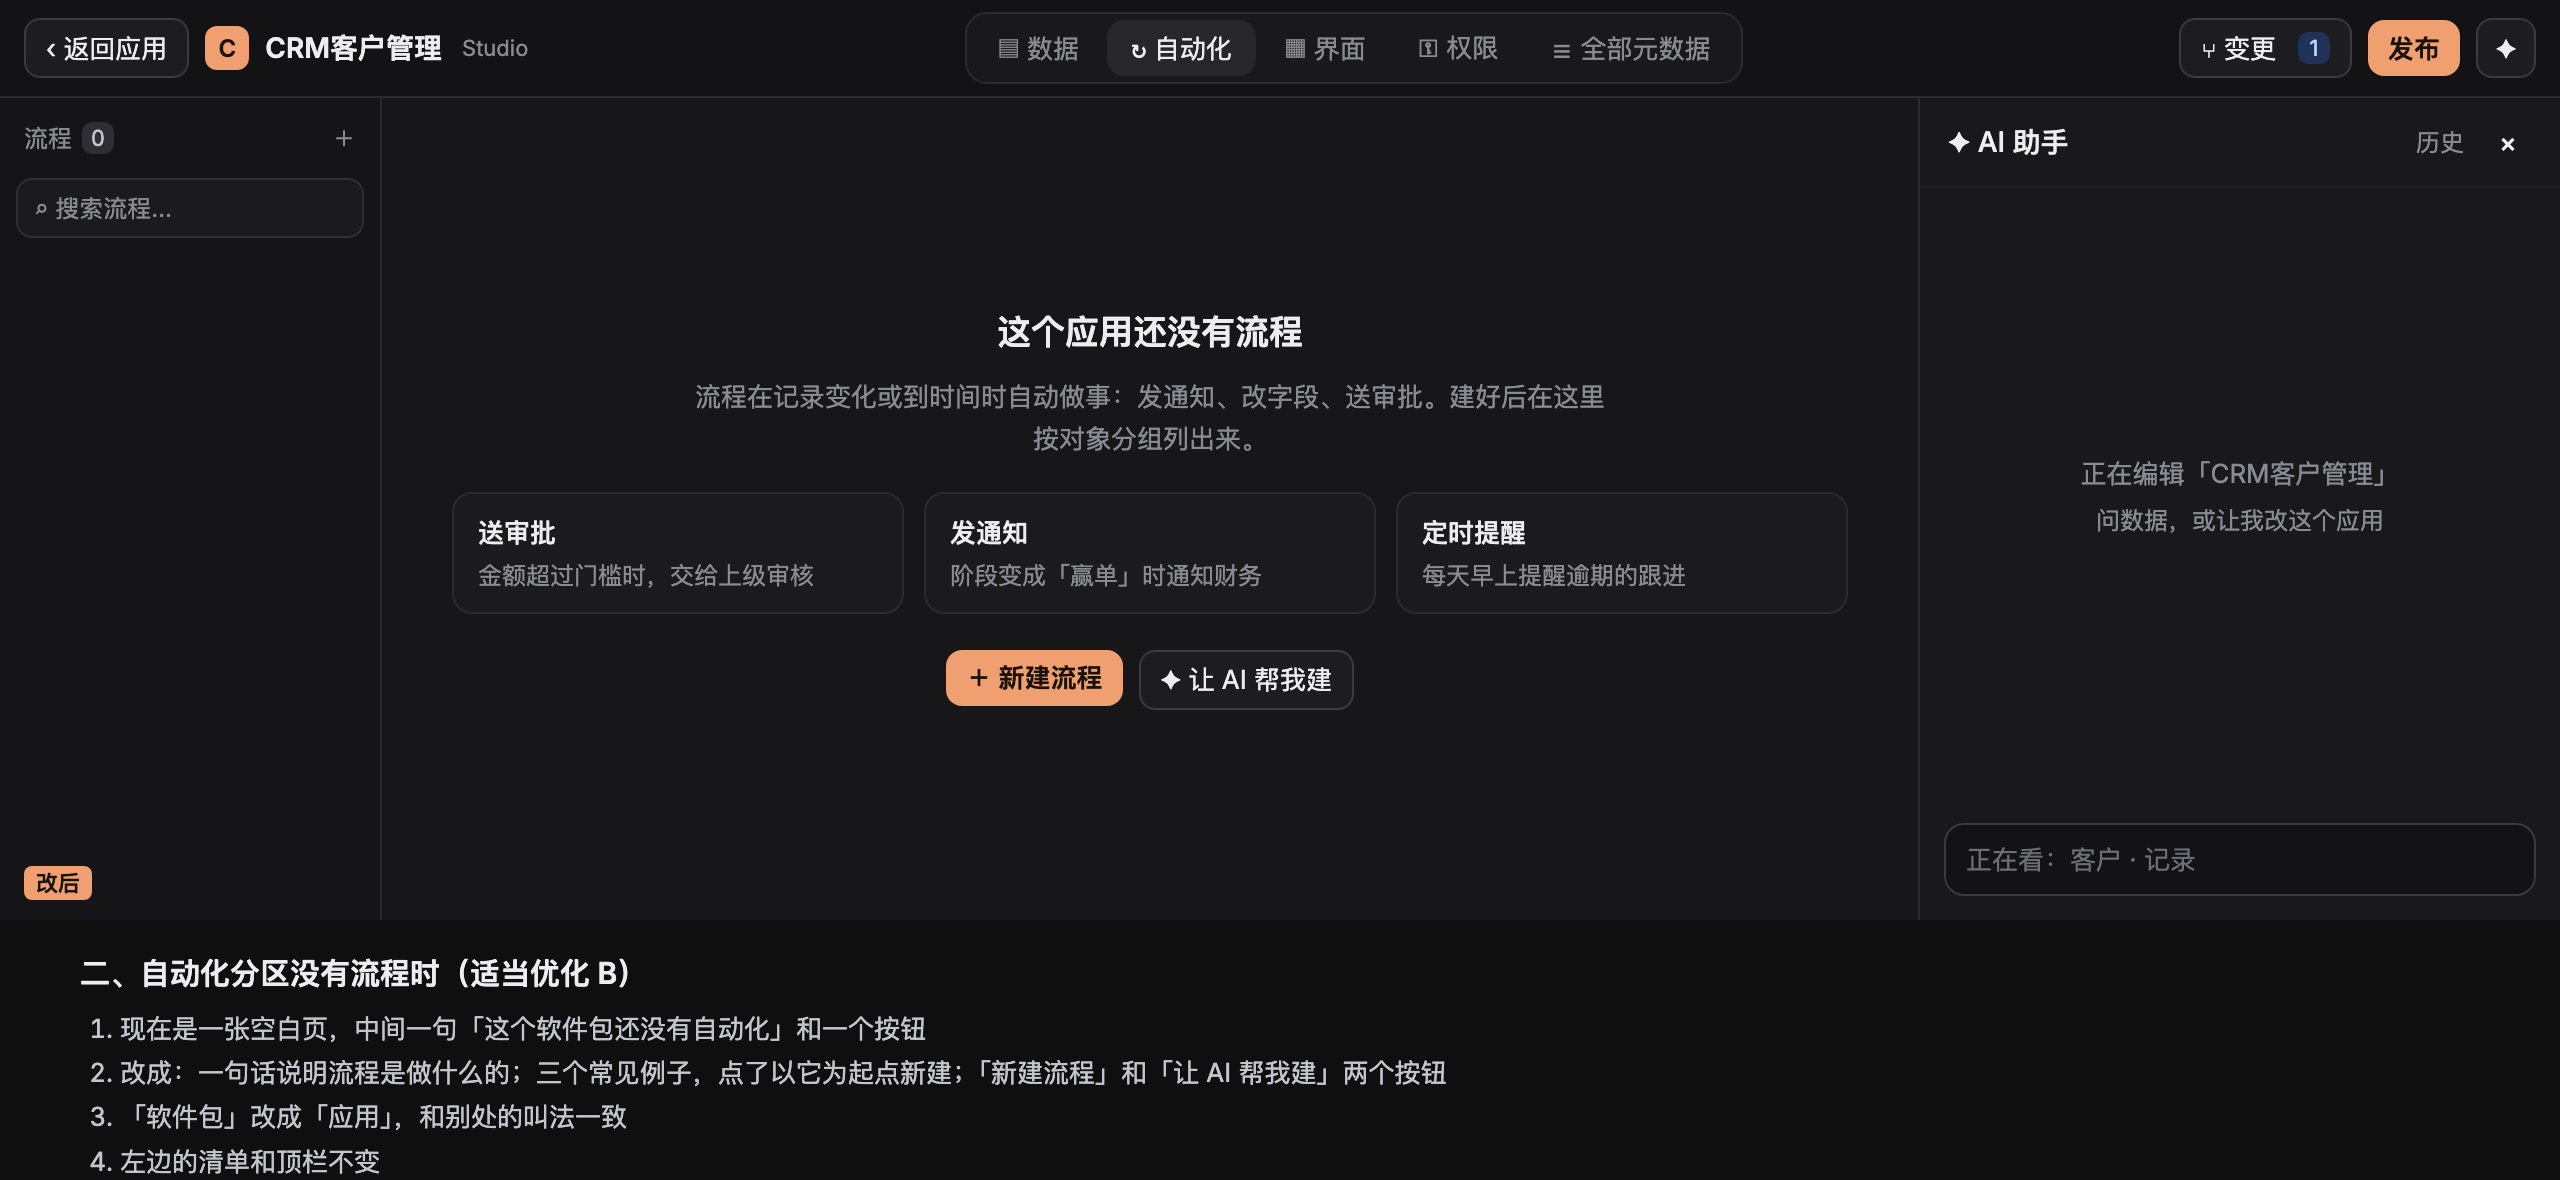 ‹ 返回应用
C
CRM客户管理 Studio
数据
↻ 自动化
界面
权限
≡ 全部元数据
变更 1
发布
流程 0 +
搜索流程...
这个应用还没有流程
流程在记录变化或到时间时自动做事：发通知、改字段、送审批。建好后在这里
按对象分组列出来。
送审批
金额超过门槛时，交给上级审核
发通知
阶段变成「赢单」时通知财务
定时提醒
每天早上提醒逾期的跟进
+ 新建流程
✦ 让 AI 帮我建
✦ AI 助手
历史 ×
正在编辑「CRM客户管理」
问数据，或让我改这个应用
正在看：客户 · 记录
改后
二、自动化分区没有流程时（适当优化 B）
1. 现在是一张空白页，中间一句「这个软件包还没有自动化」和一个按钮
2. 改成：一句话说明流程是做什么的；三个常见例子，点了以它为起点新建；「新建流程」和「让 AI 帮我建」两个按钮
3. 「软件包」改成「应用」，和别处的叫法一致
4. 左边的清单和顶栏不变